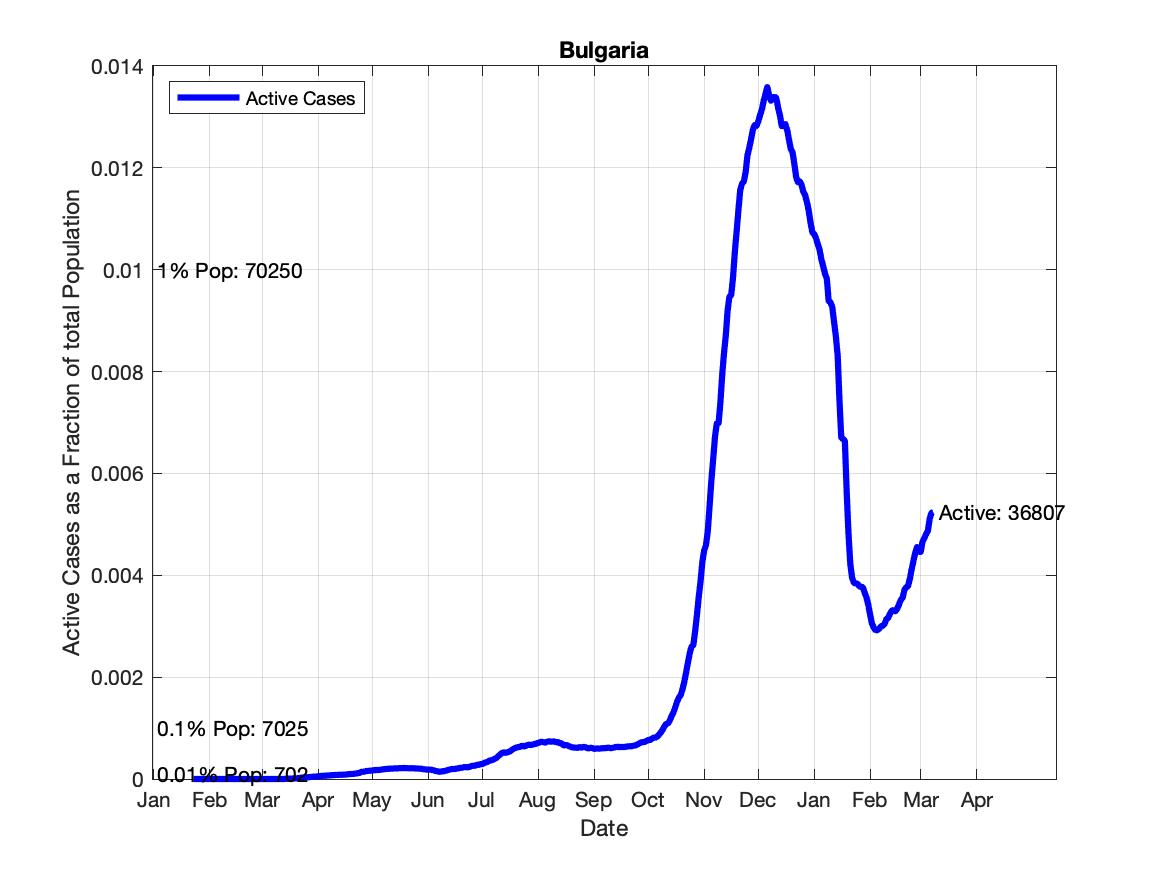 Bulgaria
Active Cases
0.014
0.012
0.01
0.008
0.006
0.004
0.002
0
Active Cases as a Fraction of total Population
1% Pop: 70250
0.1% Pop: 7025
0.01% Pop: 702
Active: 36807
Jan Feb Mar Apr May Jun Jul Aug Sep Oct Nov Dec Jan Feb Mar Apr
Date